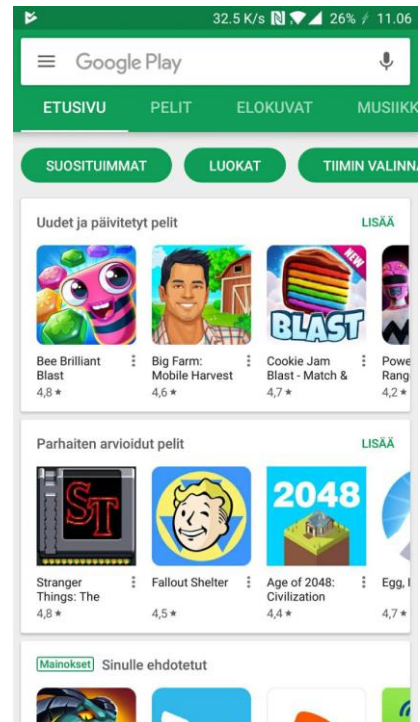 32.5 K/s N 26% 11.06
Google Play
ETUSIVU PELIT ELOKUVAT MUSIIKK
SUOSITUIMMAT LUOKAT TIIMIN VALINNA
Uudet ja päivitetyt pelit LISÄÄ
NEW
BLAST
Bee Brilliant
Blast
4,8 ★
Big Farm:
Mobile Harvest
4,6 ★
Cookie Jam
Blast - Match &
4,7 ★
Powe
Rang
4,2 ★
Parhaiten arvioidut pelit LISÄÄ
ST
2048
Stranger
Things: The
4,8 ★
Fallout Shelter
4,5 ★
Age of 2048:
Civilization
4,4 ★
Egg, I
4,7 ★
Mainokset Sinulle ehdotetut